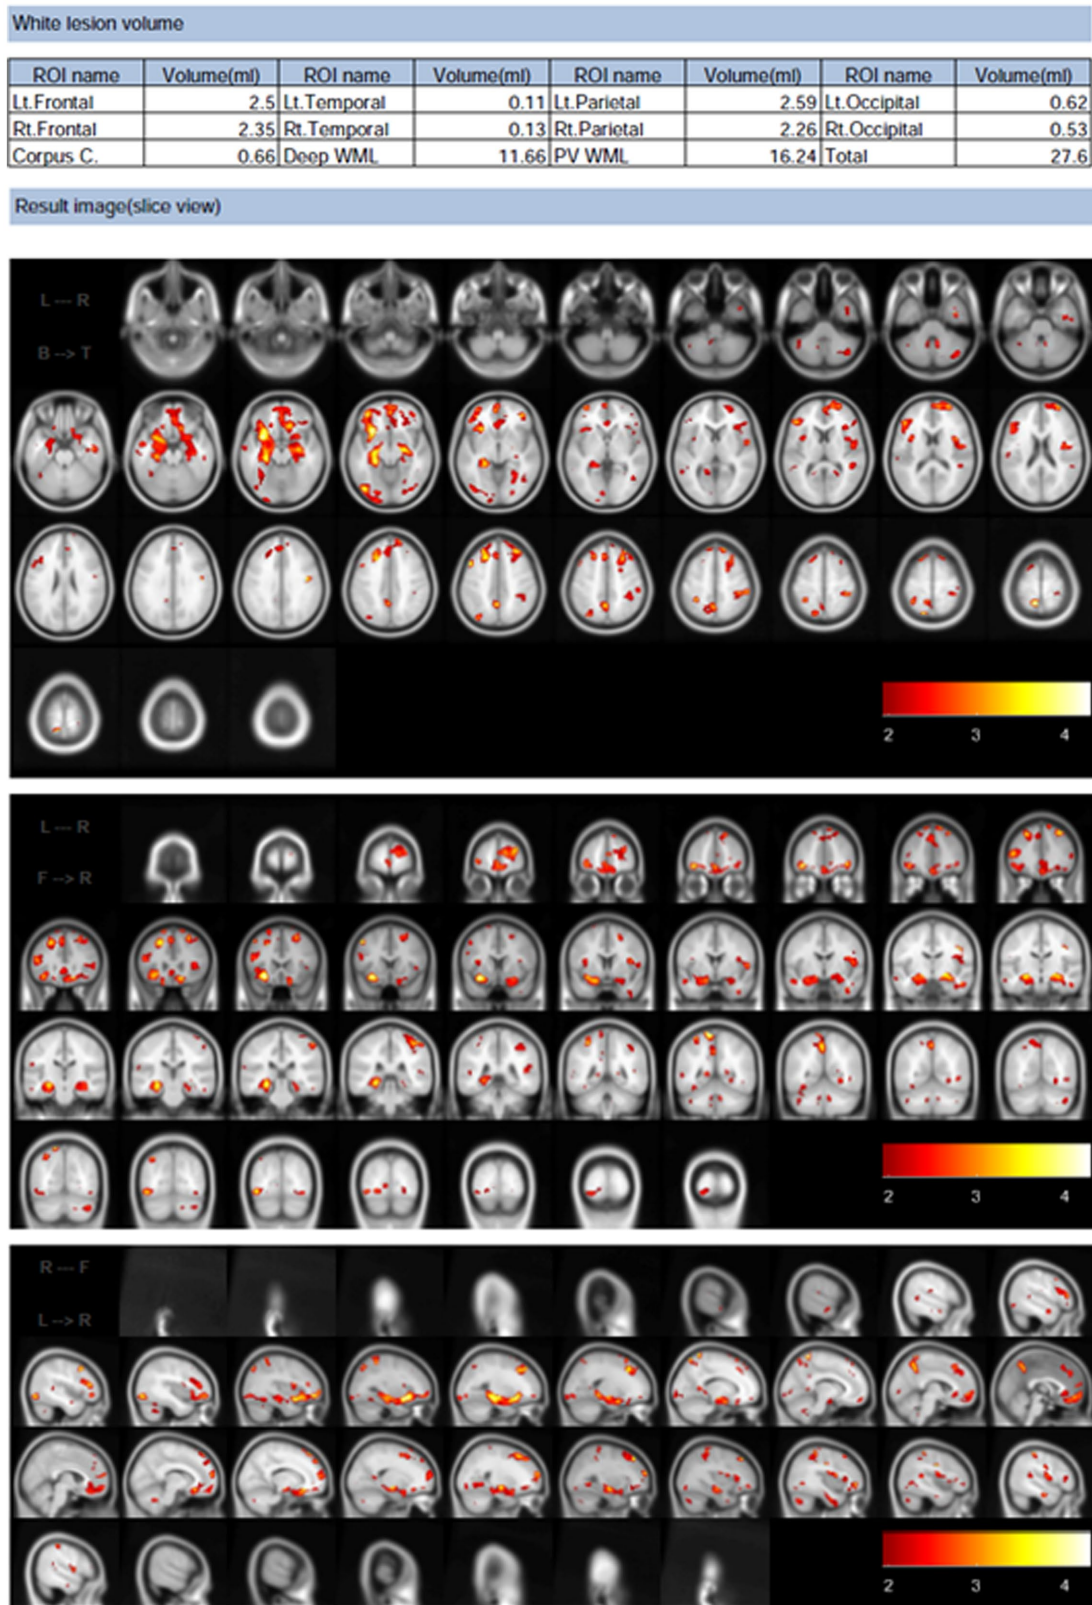 White lesion volume
ROI name Volume(ml) ROI name Volume(ml) ROI name Volume(ml) ROI name Volume(ml)
Lt.Frontal 2.5 Lt.Temporal 0.11 Lt.Parietal 2.59 Lt.Occipital 0.62
Rt.Frontal 2.35 Rt.Temporal 0.13 Rt.Parietal 2.26 Rt.Occipital 0.53
Corpus C. 0.66 Deep WML 11.66 PV WML 16.24 Total 27.6
Result image(slice view)
L --- R
B --> T
2 3 4
L --- R
F --> R
2 3 4
R --- F
L --> R
2 3 4